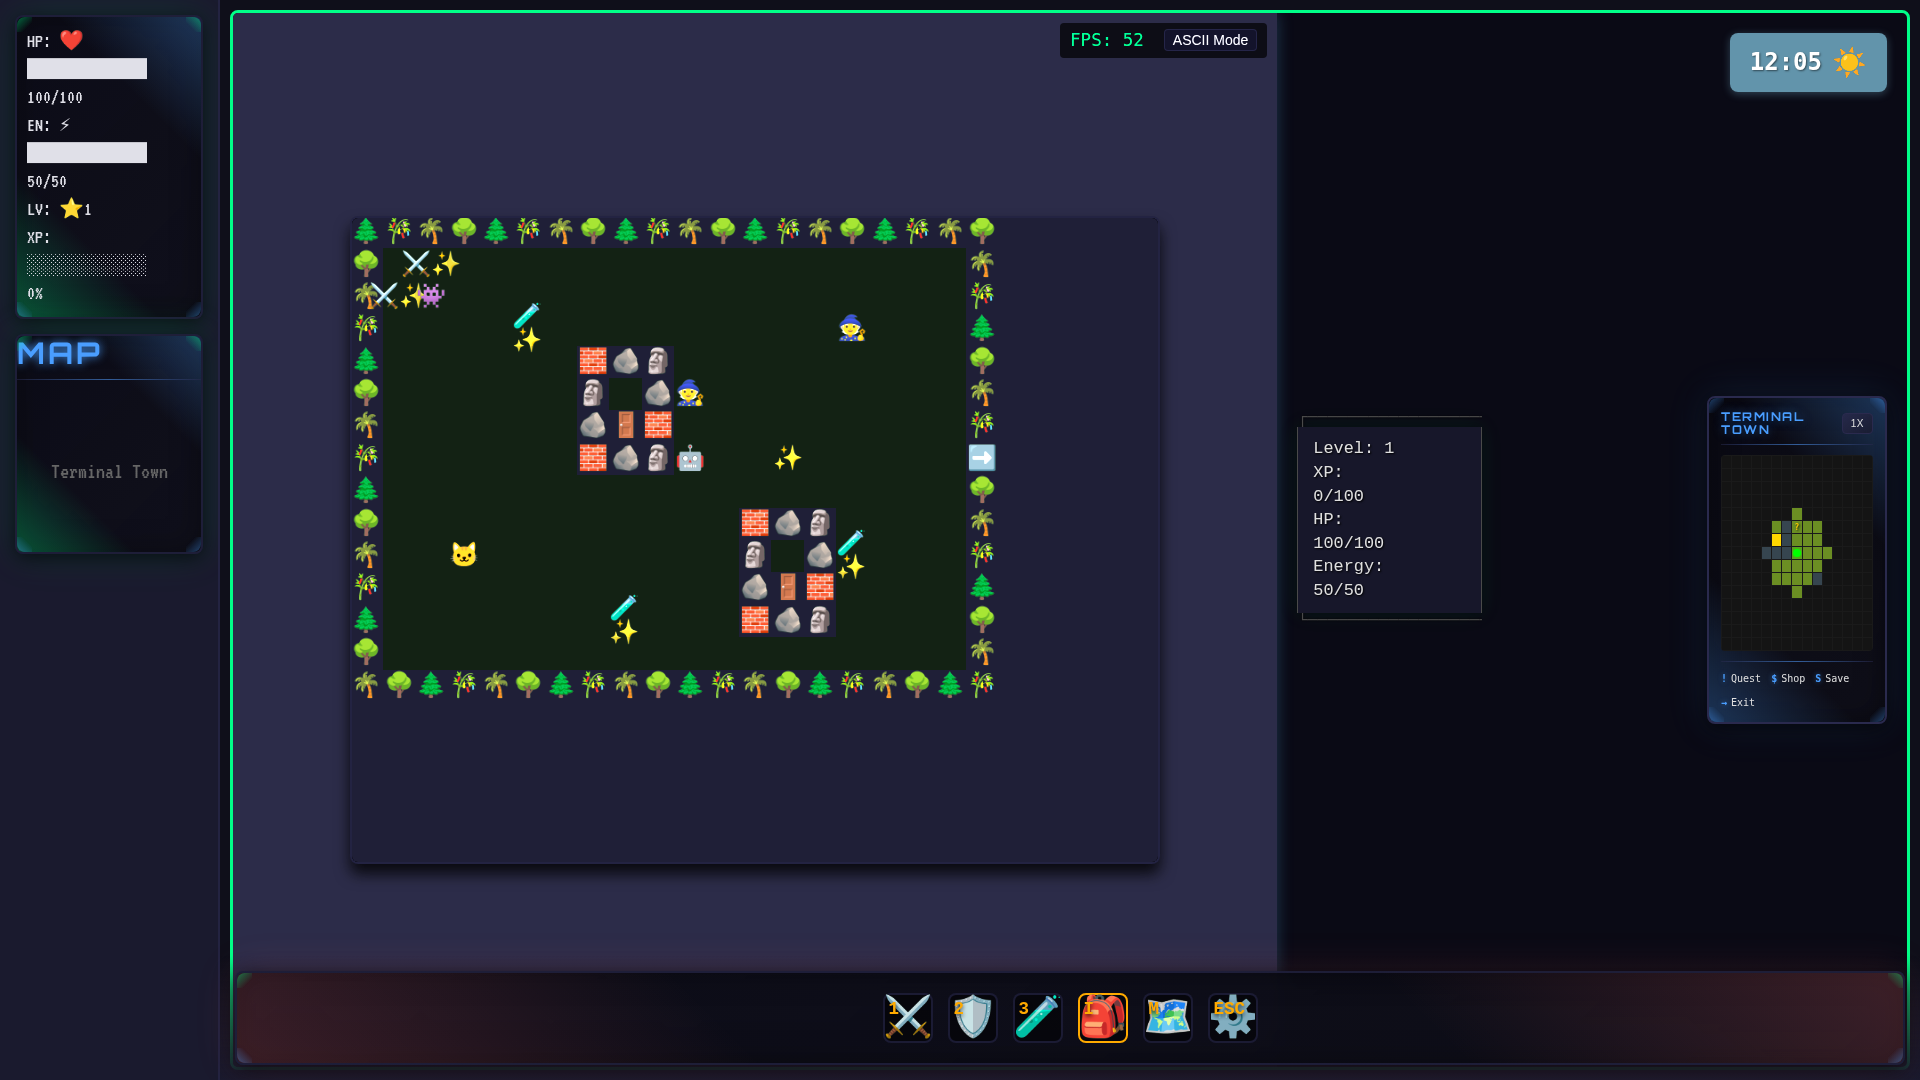 HP:
100/100
EN:
50/50
LV: 1
XP:
0%
MAP
Terminal Town
FPS: 52 ASCII Mode
12:05
Level: 1
XP:
0/100
HP:
100/100
Energy:
50/50
TERMINAL
TOWN
1X
?
! Quest $ Shop S Save
→ Exit
1 2 3 I M ESC